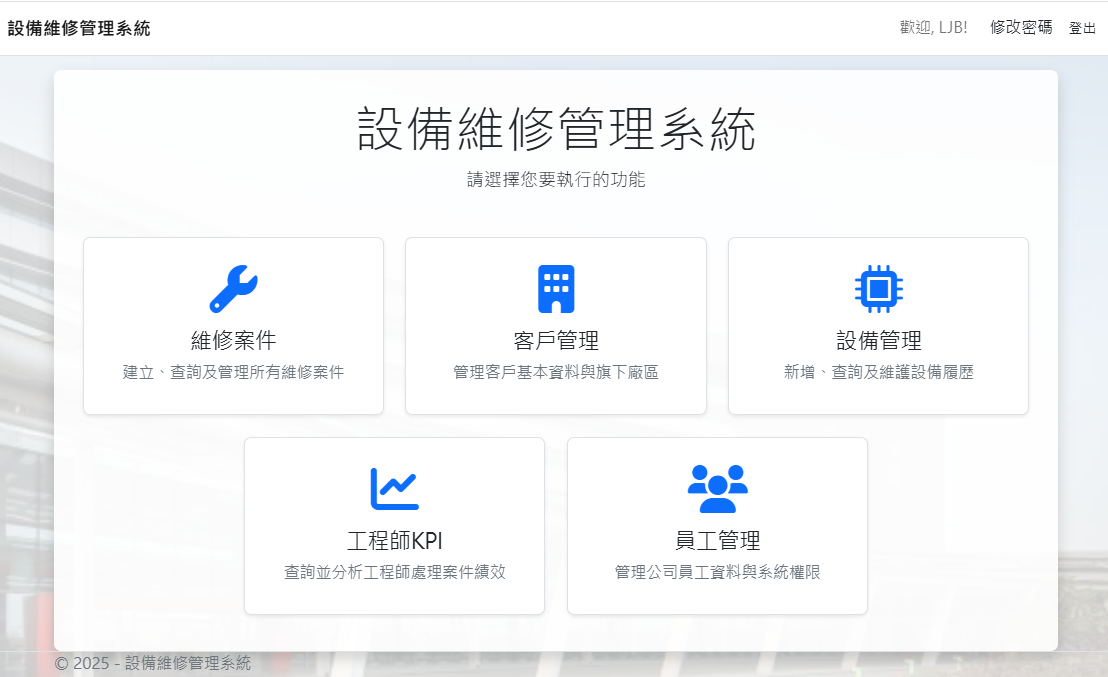 設備維修管理系統
歡迎, LJB! 修改密碼 登出
設備維修管理系統
請選擇您要執行的功能
維修案件
建立、查詢及管理所有維修案件
客戶管理
管理客戶基本資料與旗下廠區
設備管理
新增、查詢及維護設備履歷
工程師KPI
查詢並分析工程師處理案件績效
員工管理
管理公司員工資料與系統權限
© 2025 - 設備維修管理系統